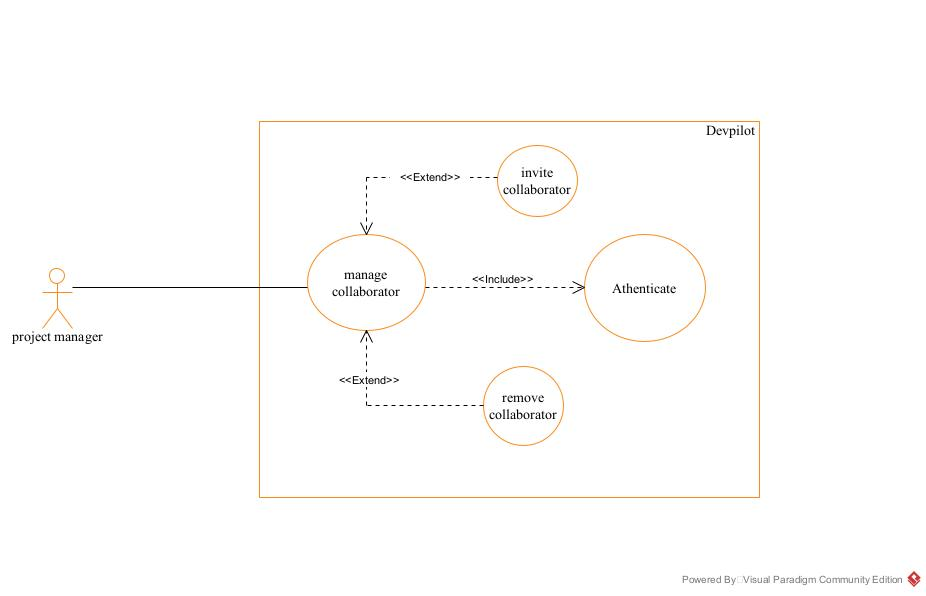 Devpilot
invite
collaborator
<<Extend>>
manage
collaborator
<<Include>>
Athenticate
project manager
<<Extend>>
remove
collaborator
Powered By Visual Paradigm Community Edition